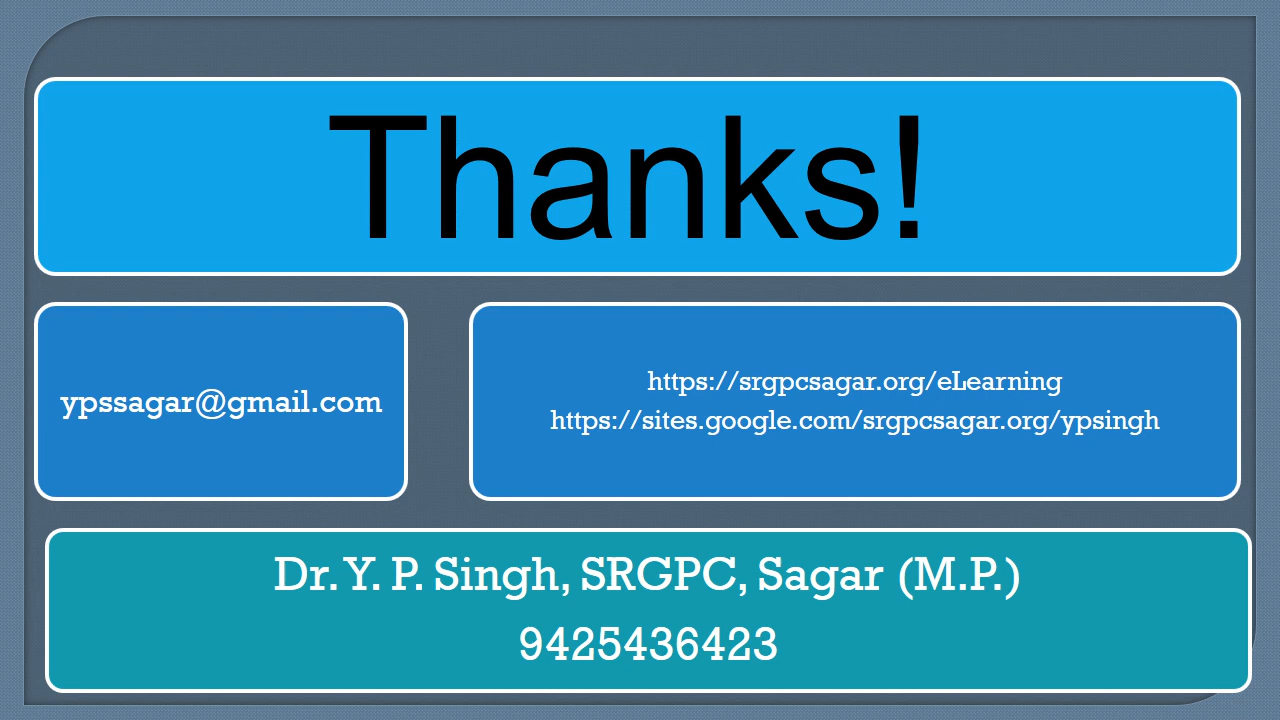 Thanks!
ypssagar@gmail.com
https://srgpcsagar.org/eLearning
https://sites.google.com/srgpcsagar.org/ypsingh
Dr. Y. P. Singh, SRGPC, Sagar (M.P.)
9425436423